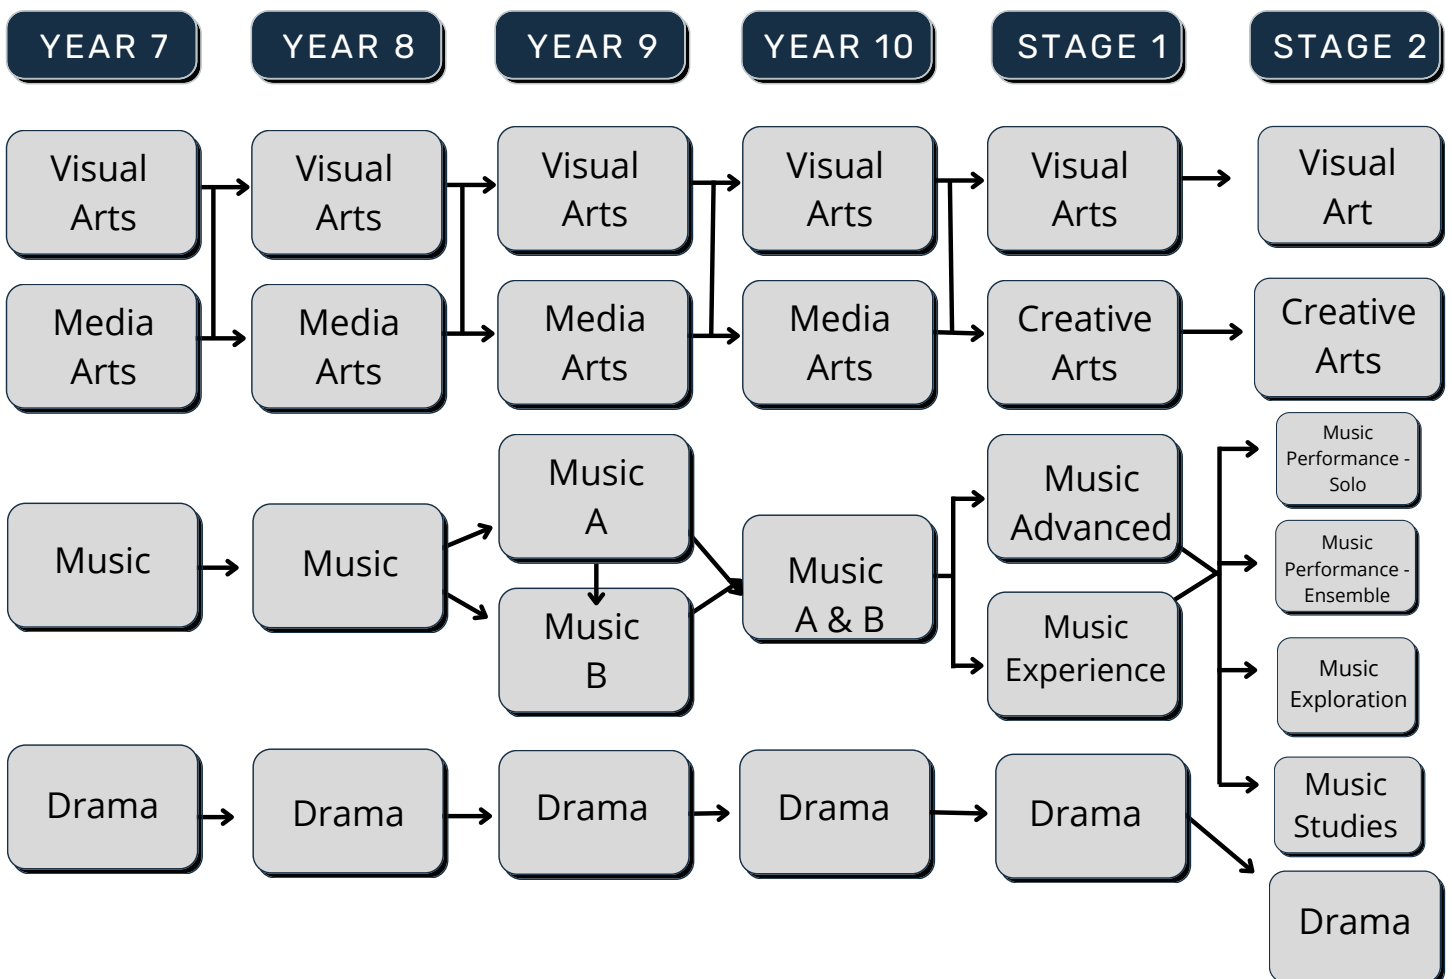 YEAR 7
YEAR 8
YEAR 9
YEAR 10
STAGE 1
STAGE 2
Visual
Arts
Visual
Arts
Visual
Arts
Visual
Arts
Visual
Arts
Visual
Art
Media
Arts
Media
Arts
Media
Arts
Media
Arts
Creative
Arts
Creative
Arts
Music
Music
Music
A
Music
B
Music
A & B
Music
Advanced
Music
Experience
Music
Performance -
Solo
Music
Performance -
Ensemble
Music
Exploration
Music
Studies
Drama
Drama
Drama
Drama
Drama
Drama